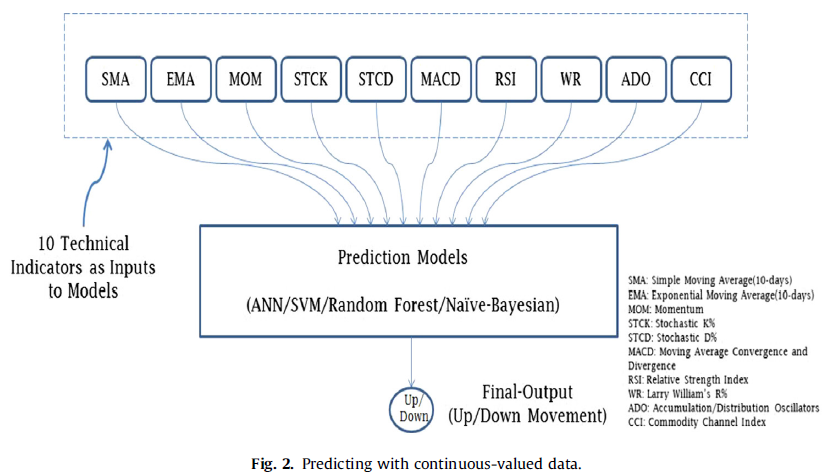 SMA EMA MOM STCK STCD MACD RSI WR ADO CCI
10 Technical
Indicators as Inputs
to Models
Prediction Models
(ANN/SVM/Random Forest/Naïve-Bayesian)
Up/
Down
Final-Output
(Up/Down Movement)
SMA: Simple Moving Average(10-days)
EMA: Exponential Moving Average(10-days)
MOM: Momentum
STCK: Stochastic K%
STCD: Stochastic D%
MACD: Moving Average Convergence and
Divergence
RSI: Relative Strength Index
WR: Larry William's R%
ADO: Accumulation/Distribution Oscillators
CCI: Commodity Channel Index
Fig. 2. Predicting with continuous-valued data.